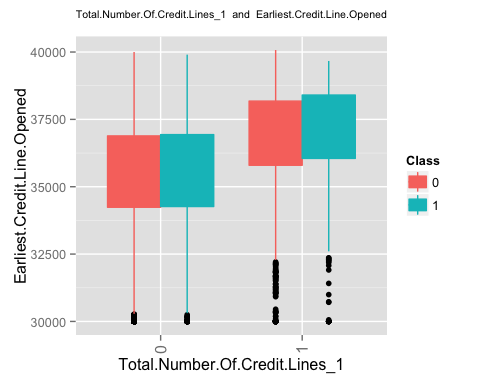 Total.Number.Of.Credit.Lines_1 and Earliest.Credit.Line.Opened
Earliest.Credit.Line.Opened
40000
37500
35000
32500
30000
0
1
Total.Number.Of.Credit.Lines_1
Class
0
1